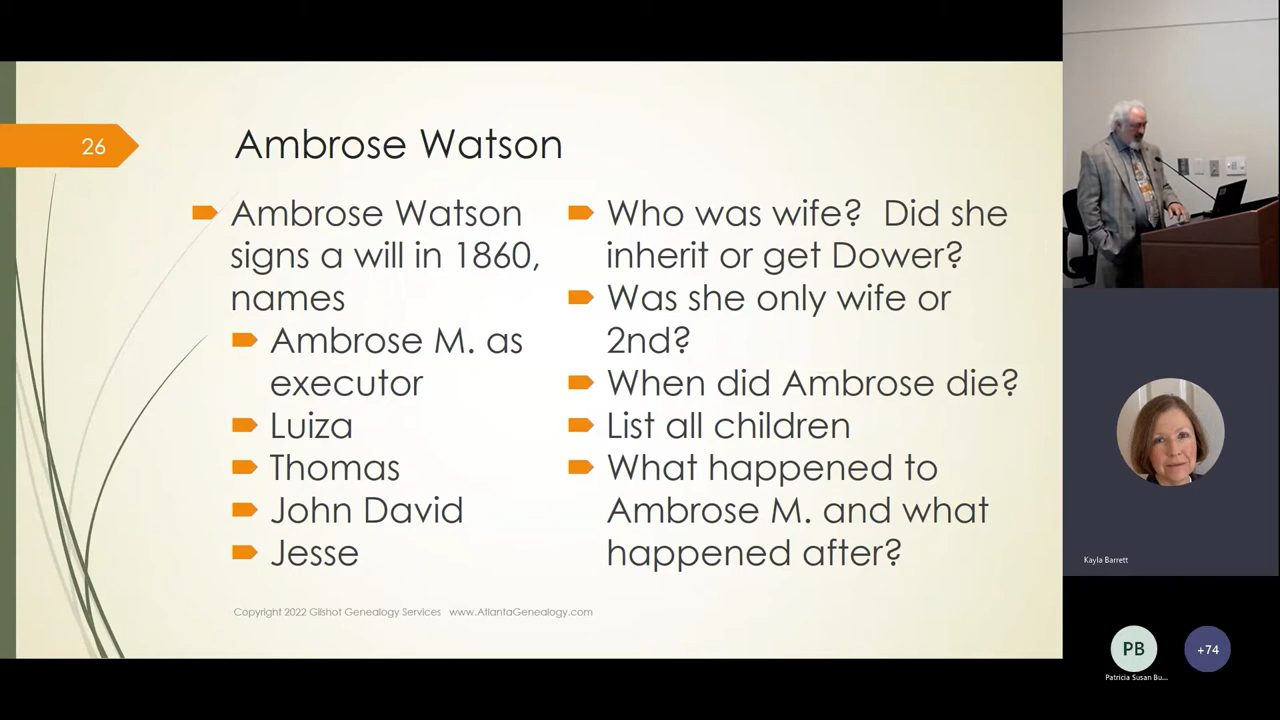 26
Ambrose Watson
Ambrose Watson
signs a will in 1860,
names
Ambrose M. as
executor
Luiza
Thomas
John David
Jesse
Who was wife?  Did she
inherit or get Dower?
Was she only wife or
2nd?
When did Ambrose die?
List all children
What happened to
Ambrose M. and what
happened after?
Copyright 2022 Gilshot Genealogy Services   www.AtlantaGenealogy.com
Kayla Barrett
PB
+74
Patricia Susan Bu...